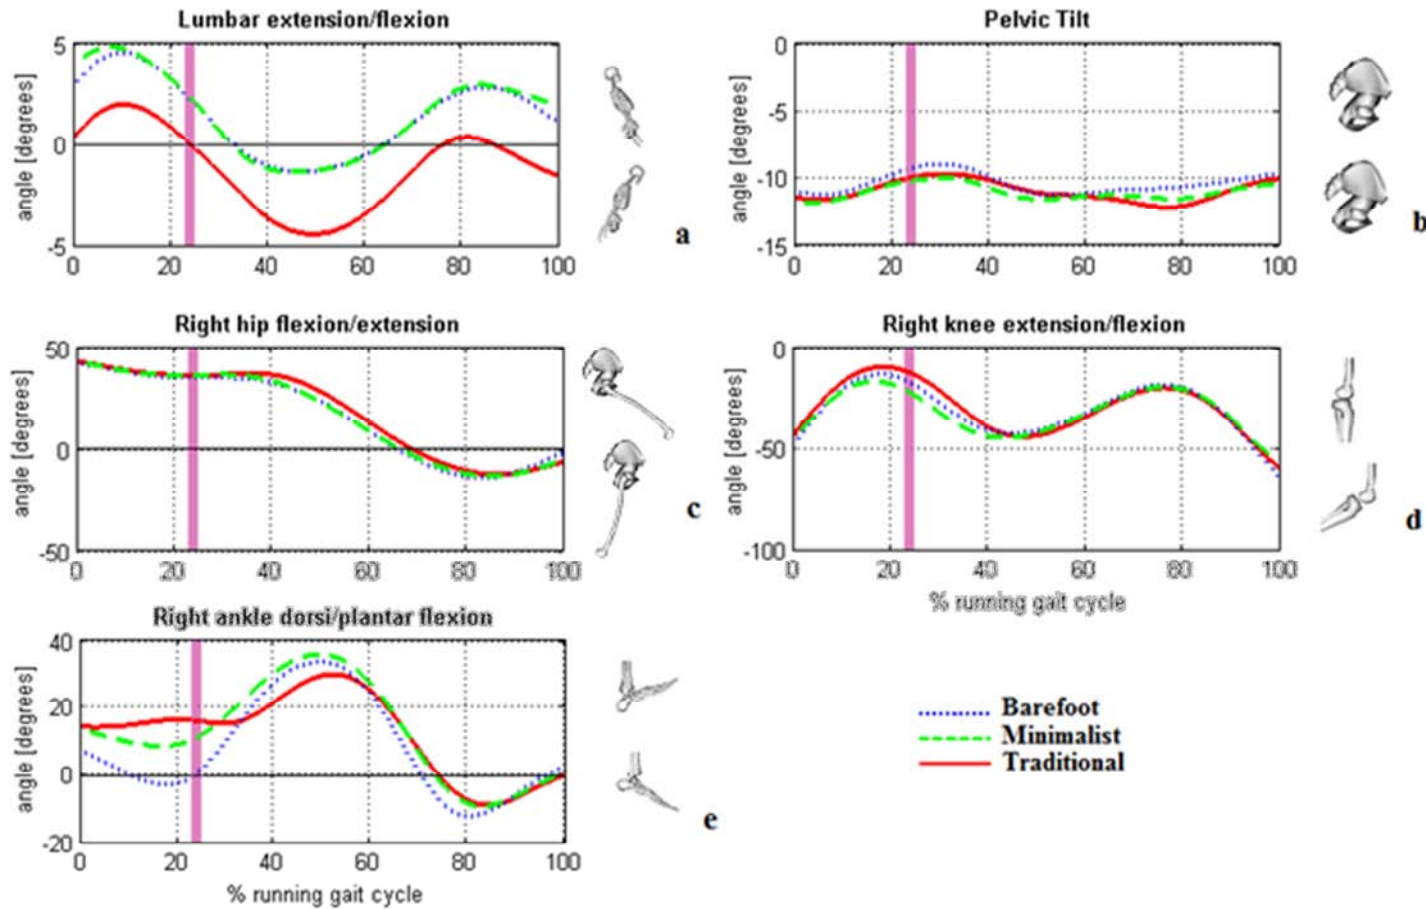 Lumbar extension/flexion
angle [degrees]
5
0
-5
0 20 40 60 80 100
a
Pelvic Tilt
angle [degrees]
0
-5
-10
-15
0 20 40 60 80 100
b
Right hip flexion/extension
angle [degrees]
50
0
-50
0 20 40 60 80 100
c
Right knee extension/flexion
angle [degrees]
0
-50
-100
0 20 40 60 80 100
% running gait cycle
d
Right ankle dorsi/plantar flexion
angle [degrees]
40
20
0
-20
0 20 40 60 80 100
% running gait cycle
e
Barefoot
Minimalist
Traditional